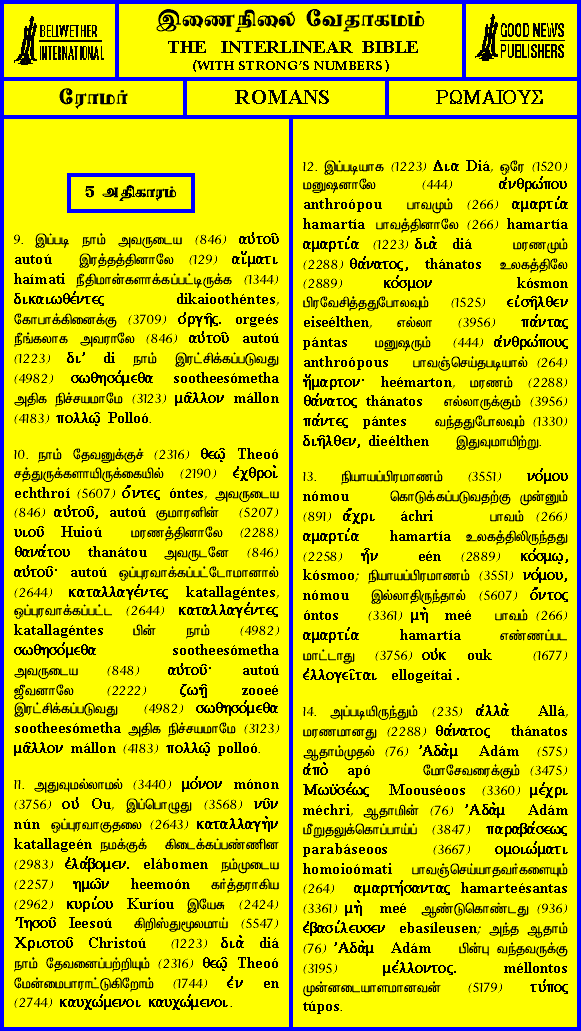 BELLWETHER
INTERNATIONAL
இணைநிலை வேதாகமம்
THE INTERLINEAR BIBLE
(WITH STRONG'S NUMBERS)
GOOD NEWS
PUBLISHERS
ரோமர்
ROMANS
ΡΩΜΑΙΟΥΣ
5 அதிகாரம்
9. இப்படி நாம் அவருடைய (846) αὐτοῦ
autoú இரத்தத்தினாலே (129) αἵματι
haímati நீதிமான்களாக்கப்பட்டிருக்க (1344)
δικαιωθέντες dikaioothéntes,
கோபாக்கினைக்கு (3709) ὀργῆς. orgeés
நீங்கலாக அவராலே (846) αὐτοῦ autoú
(1223) δι' di நாம் இரட்சிக்கப்படுவது
(4982) σωθησόμεθα sootheesómetha
அதிக நிச்சயமாமே (3123) μᾶλλον mállon
(4183) πολλῷ Polloó.
10. நாம் தேவனுக்குச் (2316) θεῷ Theoó
சத்துருக்களாயிருக்கையில் (2190) ἐχθροὶ
echthroí (5607) ὄντες óntes, அவருடைய
(846) αὐτοῦ, autoú குமாரனின் (5207)
υιοῦ Huioú மரணத்தினாலே (2288)
θανάτου thanátou அவருடனே (846)
αὐτοῦ· autoú ஒப்புரவாக்கப்பட்டோமானால்
(2644) καταλλαγέντες katallagéntes,
ஒப்புரவாக்கப்பட்ட (2644) καταλλαγέντες
katallagéntes பின் நாம் (4982)
σωθησόμεθα sootheesómetha
அவருடைய (848) αὐτοῦ· autoú
ஜீவனாலே (2222) ζωῇ zooeé
இரட்சிக்கப்படுவது (4982) σωθησόμεθα
sootheesómetha அதிக நிச்சயமாமே (3123)
μᾶλλον mállon (4183) πολλῷ polloó.
11. அதுவுமல்லாமல் (3440) μόνον mónon
(3756) οὐ Ou, இப்பொழுது (3568) νῦν
nún ஒப்புரவாகுதலை (2643) καταλλαγὴν
katallageén நமக்குக் கிடைக்கப்பண்ணின
(2983) ἐλάβομεν. elábomen நம்முடைய
(2257) ημῶν heemoón கர்த்தராகிய
(2962) κυρίου Kuríou இயேசு (2424)
Ἰησοῦ Ieesoú கிறிஸ்துமூலமாய் (5547)
Χριστοῦ Christoú (1223) διὰ diá
நாம் தேவனைப்பற்றியும் (2316) θεῷ Theoó
மேன்மைபாராட்டுகிறோம் (1744) ἐν en
(2744) καυχώμενοι καυχώμενοι.
12. இப்படியாக (1223) Δια Diá, ஒரே (1520)
மனுஷனாலே (444) ἀνθρώπου
anthroópou பாவமும் (266) αμαρτία
hamartía பாவத்தினாலே (266) hamartía
αμαρτία (1223) διὰ diá மரணமும்
(2288) θάνατος, thánatos உலகத்திலே
(2889) κόσμον kósmon
பிரவேசித்ததுபோலவும் (1525) εἰσῆλθεν
eiseélthen, எல்லா (3956) πάντας
pántas மனுஷரும் (444) ἀνθρώπους
anthroópous பாவஞ்செய்தபடியால் (264)
ἥμαρτον· heémarton, மரணம் (2288)
θάνατος thánatos எல்லாருக்கும் (3956)
πάντες pántes வந்ததுபோலவும் (1330)
διῆλθεν, dieélthen இதுவுமாயிற்று.
13. நியாயப்பிரமாணம் (3551) νόμου
nómou கொடுக்கப்படுவதற்கு முன்னும்
(891) ἄχρι áchri பாவம் (266)
αμαρτία hamartía உலகத்திலிருந்தது
(2258) ἦν eén (2889) κόσμῳ,
kósmoo; நியாயப்பிரமாணம் (3551) νόμου,
nómou இல்லாதிருந்தால் (5607) ὄντος
óntos (3361) μὴ meé பாவம் (266)
αμαρτία hamartía எண்ணப்பட
மாட்டாது (3756) οὐκ ouk (1677)
ἐλλογεῖται ellogeítai .
14. அப்படியிருந்தும் (235) ἀλλὰ Allá,
மரணமானது (2288) θάνατος thánatos
ஆதாம்முதல் (76) Ἀδὰμ Adám (575)
ἀπὸ apó மோசேவரைக்கும் (3475)
Μωϋσέως Moouséoos (3360) μέχρι
méchri, ஆதாமின் (76) Ἀδὰμ Adám
மீறுதலுக்கொப்பாய்ப் (3847) παραβάσεως
parabáseoos (3667) ομοιώματι
homoioómati பாவஞ்செய்யாதவர்களையும்
(264) αμαρτήσαντας hamarteésantas
(3361) μὴ meé ஆண்டுகொண்டது (936)
ἐβασίλευσεν ebasíleusen; அந்த ஆதாம்
(76) Ἀδὰμ Adám பின்பு வந்தவருக்கு
(3195) μέλλοντος. méllontos
முன்னடையாளமானவன் (5179) τύπος
túpos.